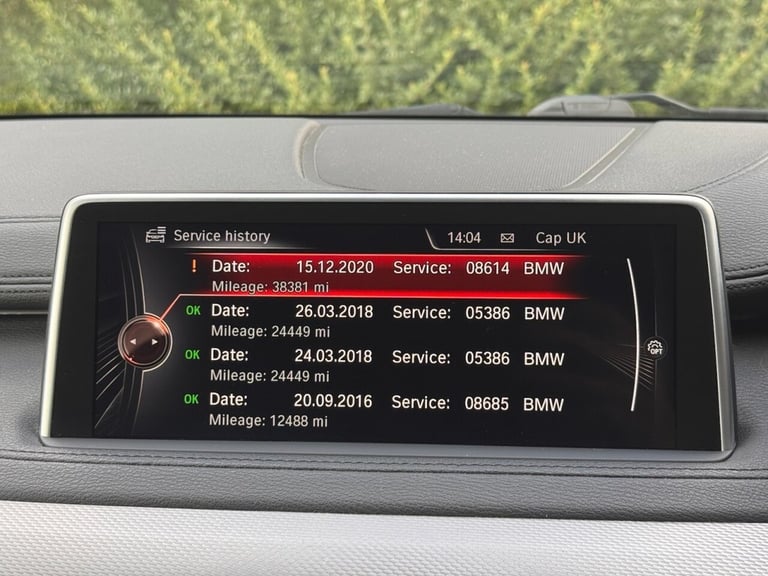 Service history 14:04 Cap UK
! Date: 15.12.2020 Service: 08614 BMW
Mileage: 38381 mi
OK Date: 26.03.2018 Service: 05386 BMW
Mileage: 24449 mi
OK Date: 24.03.2018 Service: 05386 BMW
Mileage: 24449 mi
OK Date: 20.09.2016 Service: 08685 BMW
Mileage: 12488 mi
OPT